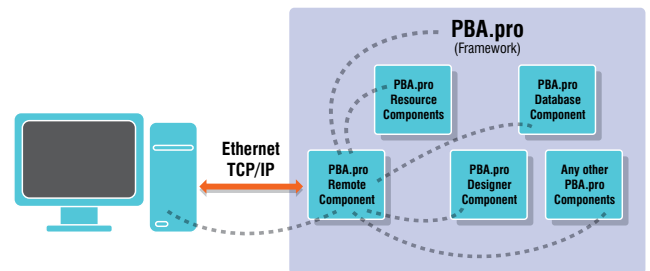 PBA.pro
(Framework)
PBA.pro
Resource
Components
PBA.pro
Database
Component
Ethernet
TCP/IP
PBA.pro
Remote
Component
PBA.pro
Designer
Component
Any other
PBA.pro
Components